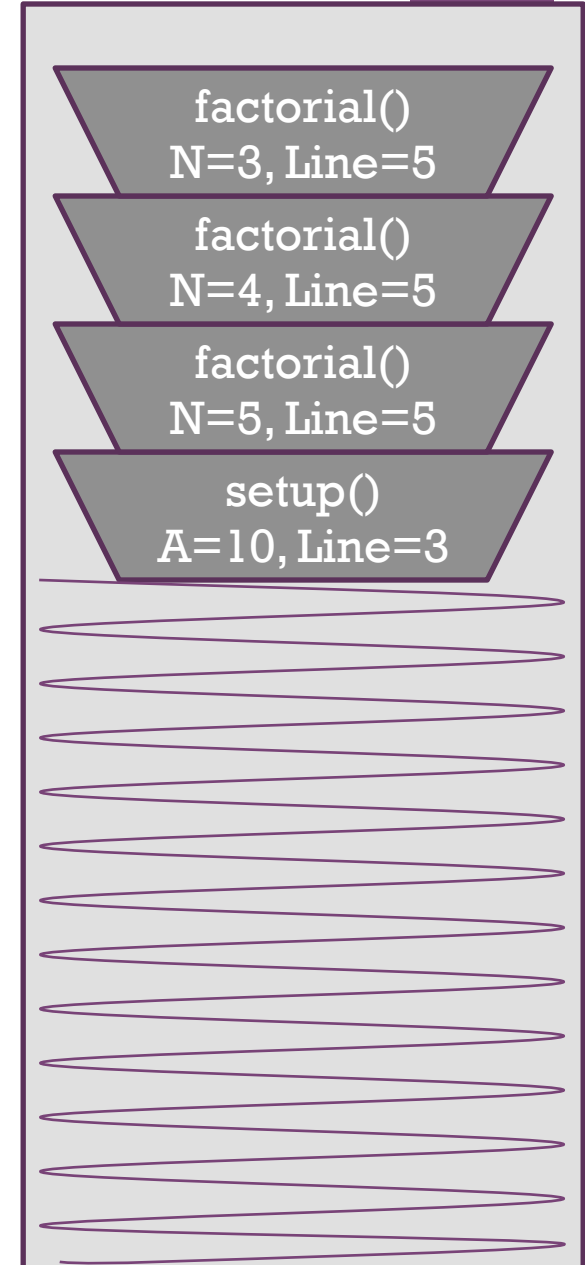 factorial()
N=3, Line=5
factorial()
N=4, Line=5
factorial()
N=5, Line=5
setup()
A=10, Line=3